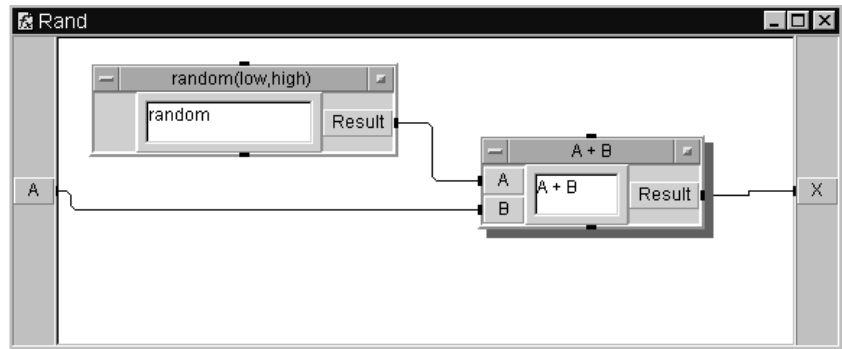 Rand
random(low,high)
random
Result
A + B
A
A + B
B
Result
A
X